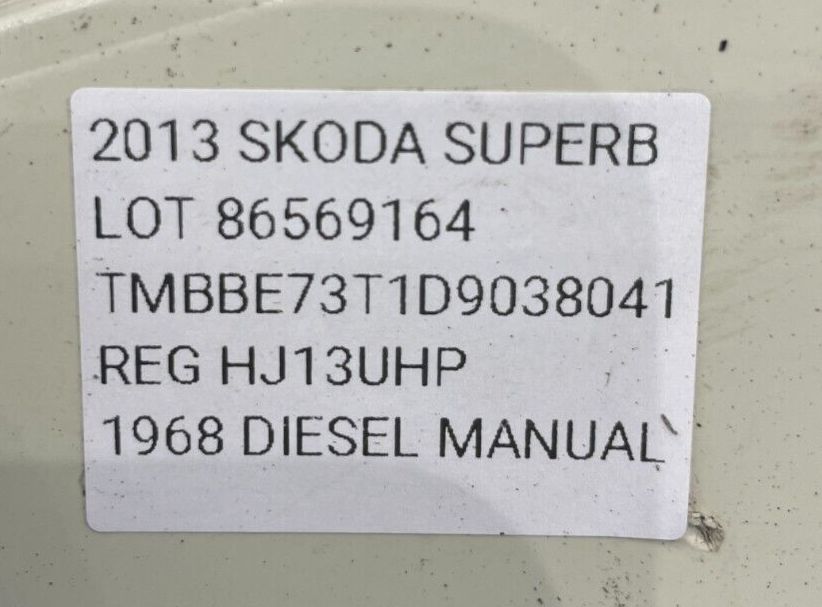 2013 SKODA SUPERB
LOT 86569164
TMBBE73T1D9038041
REG HJ13UHP
1968 DIESEL MANUAL